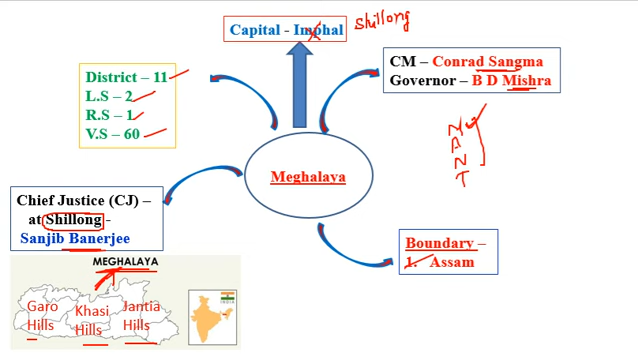 Capital - Imphal Shillong
District – 11
L.S – 2
R.S – 1
V.S – 60
CM – Conrad Sangma
Governor – B D Mishra
M
A
N
T
Meghalaya
Chief Justice (CJ) –
at Shillong -
Sanjib Banerjee
Boundary –
1. Assam
MEGHALAYA
Garo
Hills
Khasi
Hills
Jantia
Hills
INDIA